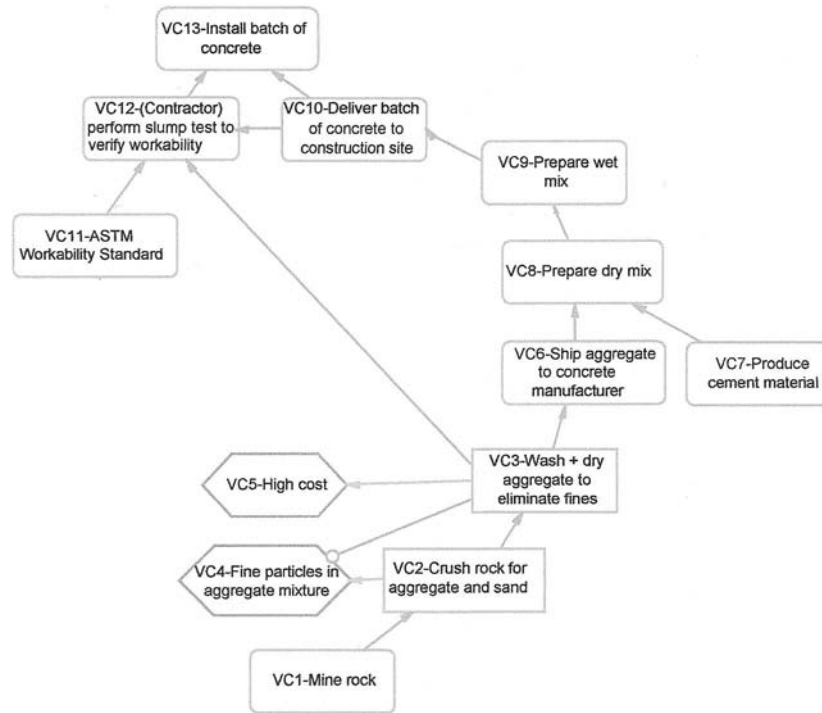 VC13-Install batch of
concrete
VC12-(Contractor)
perform slump test to
verify workability
VC10-Deliver batch
of concrete to
construction site
VC9-Prepare wet
mix
VC11-ASTM
Workability Standard
VC8-Prepare dry mix
VC6-Ship aggregate
to concrete
manufacturer
VC7-Produce
cement material
VC3-Wash + dry
aggregate to
eliminate fines
VC5-High cost
VC4-Fine particles in
aggregate mixture
VC2-Crush rock for
aggregate and sand
VC1-Mine rock